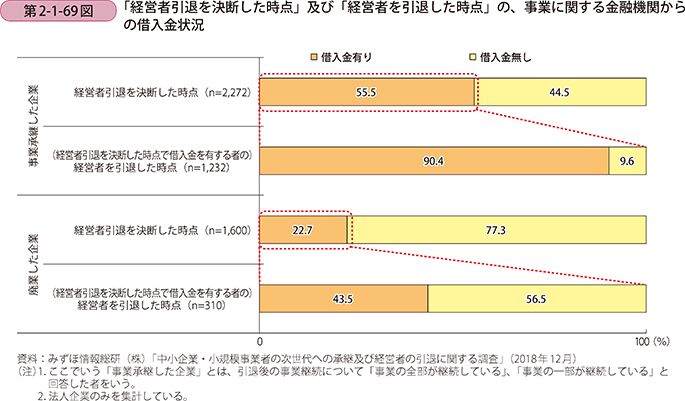 第2-1-69図
「経営者引退を決断した時点」及び「経営者を引退した時点」の、事業に関する金融機関から
の借入金状況
借入金有り 借入金無し
事業承継した企業
経営者引退を決断した時点（n=2,272）
55.5 44.5
（経営者引退を決断した時点で借入金を有する者の）
経営者を引退した時点（n=1,232）
90.4 9.6
廃業した企業
経営者引退を決断した時点（n=1,600）
22.7 77.3
（経営者引退を決断した時点で借入金を有する者の）
経営者を引退した時点（n=310）
43.5 56.5
0 100（%）
資料：みずほ情報総研（株）「中小企業・小規模事業者の次世代への承継及び経営者の引退に関する調査」（2018年12月）
（注）1. ここでいう「事業承継した企業」とは、引退後の事業継続について「事業の全部が継続している」、「事業の一部が継続している」と
回答した者をいう。
2. 法人企業のみを集計している。